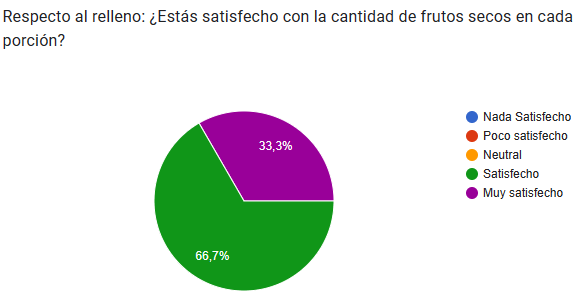 Respecto al relleno: ¿Estás satisfecho con la cantidad de frutos secos en cada
porción?
33,3%
66,7%
Nada Satisfecho
Poco satisfecho
Neutral
Satisfecho
Muy satisfecho